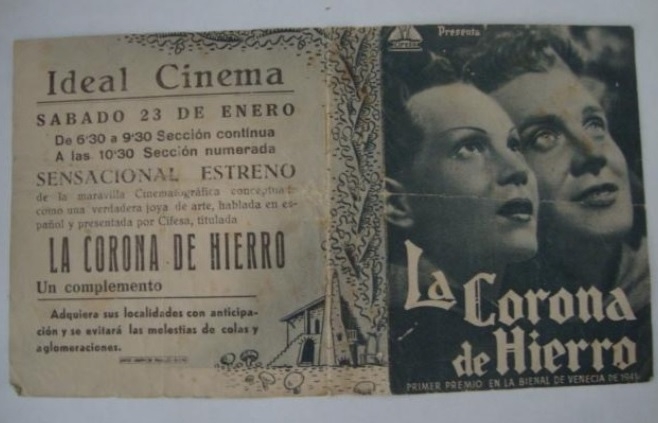 Ideal Cinema
SABADO 23 DE ENERO
De 6'30 a 9'30 Sección continua
A las 10'30 Sección numerada
SENSACIONAL ESTRENO
de la maravilla Cinematográfica conceptuada
como una verdadera joya de arte, hablada en es-
pañol y presentada por Cifesa, titulada
LA CORONA DE HIERRO
Un complemento
Adquiera sus localidades con anticipa-
ción y se evitará las molestias de colas y
aglomeraciones.
CIFESA
Presenta
La Corona
de Hierro
PRIMER PREMIO EN LA BIENAL DE VENECIA DE 1941